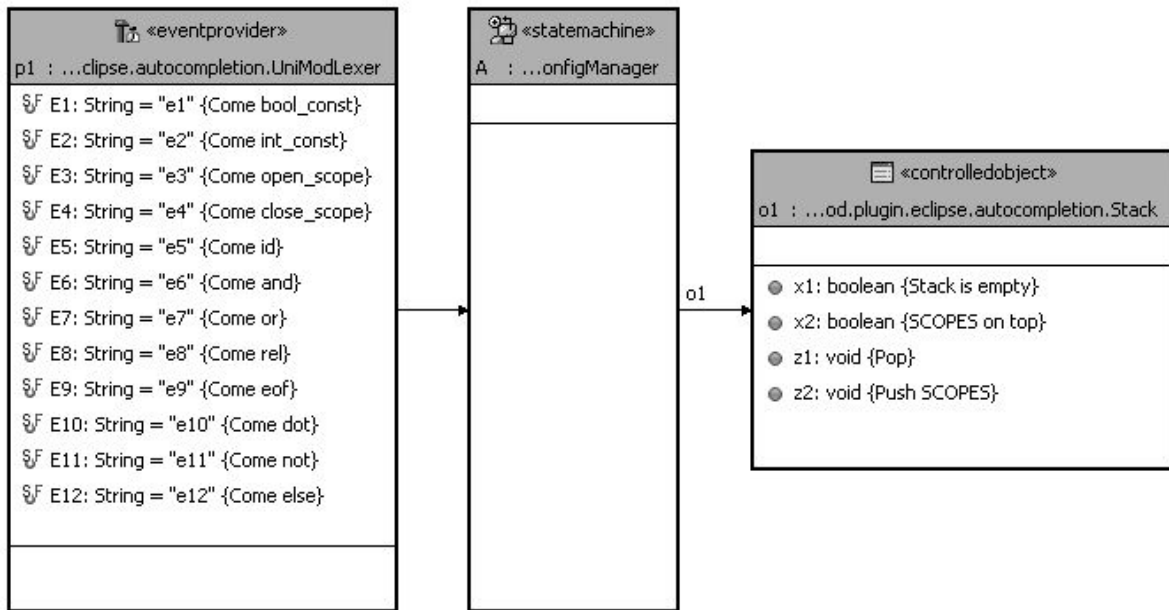 «eventprovider»
p1 : ...clipse.autocompletion.UniModLexer
E1: String = "e1" {Come bool_const}
E2: String = "e2" {Come int_const}
E3: String = "e3" {Come open_scope}
E4: String = "e4" {Come close_scope}
E5: String = "e5" {Come id}
E6: String = "e6" {Come and}
E7: String = "e7" {Come or}
E8: String = "e8" {Come rel}
E9: String = "e9" {Come eof}
E10: String = "e10" {Come dot}
E11: String = "e11" {Come not}
E12: String = "e12" {Come else}
«statemachine»
A : ...onfigManager
o1
«controlledobject»
o1 : ...od.plugin.eclipse.autocompletion.Stack
x1: boolean {Stack is empty}
x2: boolean {SCOPES on top}
z1: void {Pop}
z2: void {Push SCOPES}